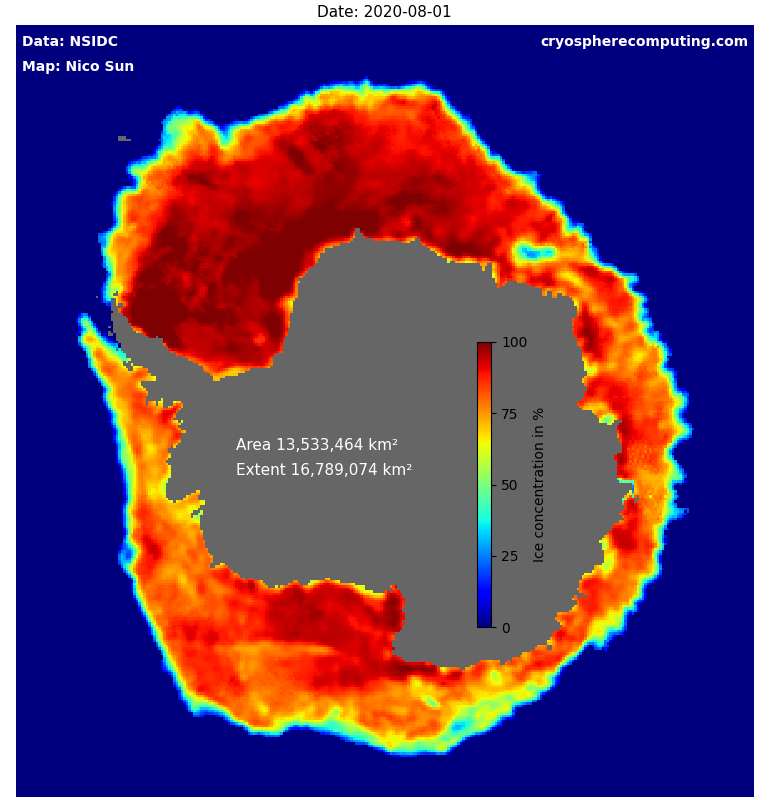 Date: 2020-08-01
Data: NSIDC
cryospherecomputing.com
Map: Nico Sun
100
75
50
25
0
Ice concentration in %
Area 13,533,464 km²
Extent 16,789,074 km²